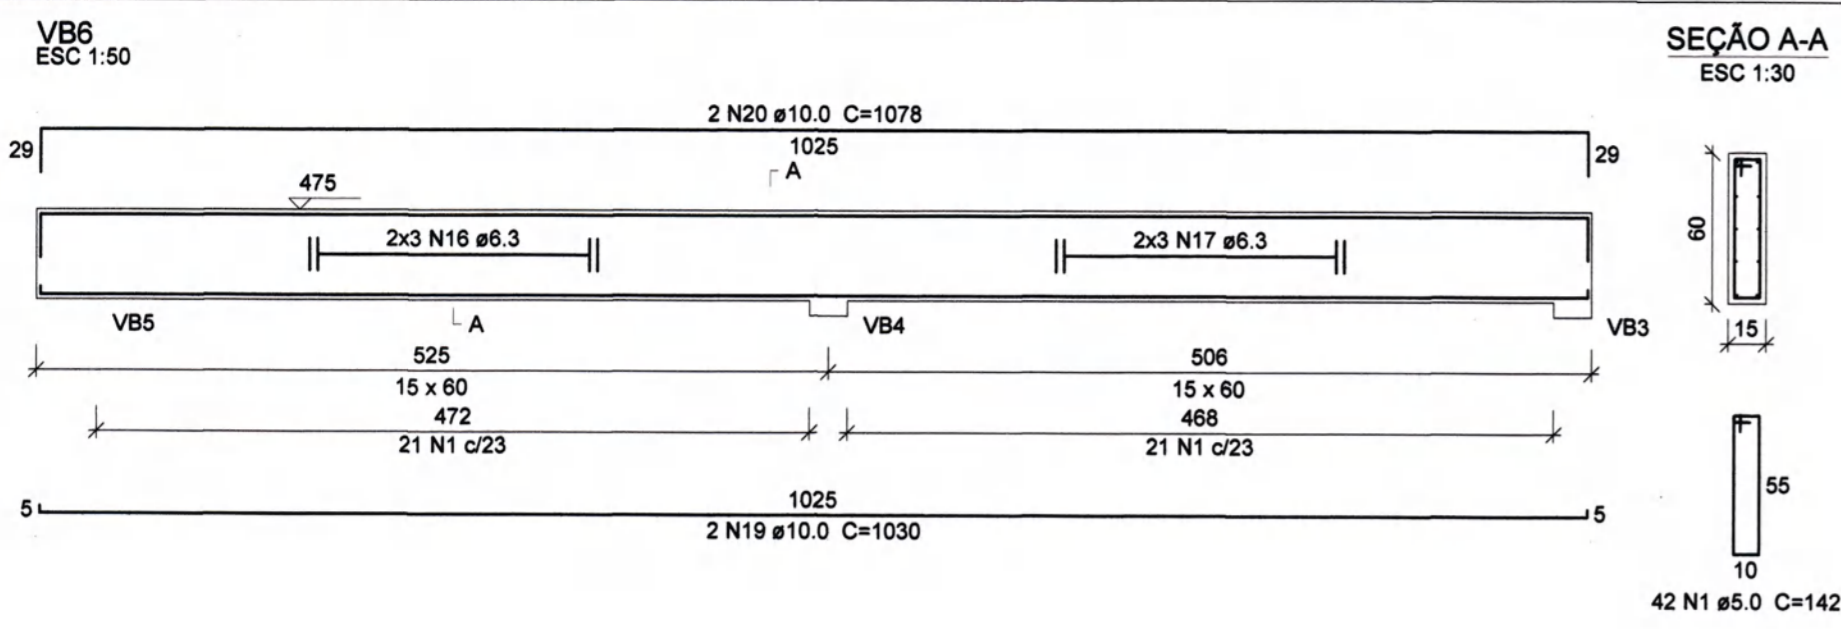 VB6
ESC 1:50
SEÇÃO A-A
ESC 1:30
2 N20 ø10.0 C=1078
29
1025
29
A
475
2x3 N16 ø6.3
2x3 N17 ø6.3
60
VB5
A
VB4
VB3
15
525
506
15 x 60
15 x 60
472
468
21 N1 c/23
21 N1 c/23
55
5
1025
5
2 N19 ø10.0 C=1030
10
42 N1 ø5.0 C=142